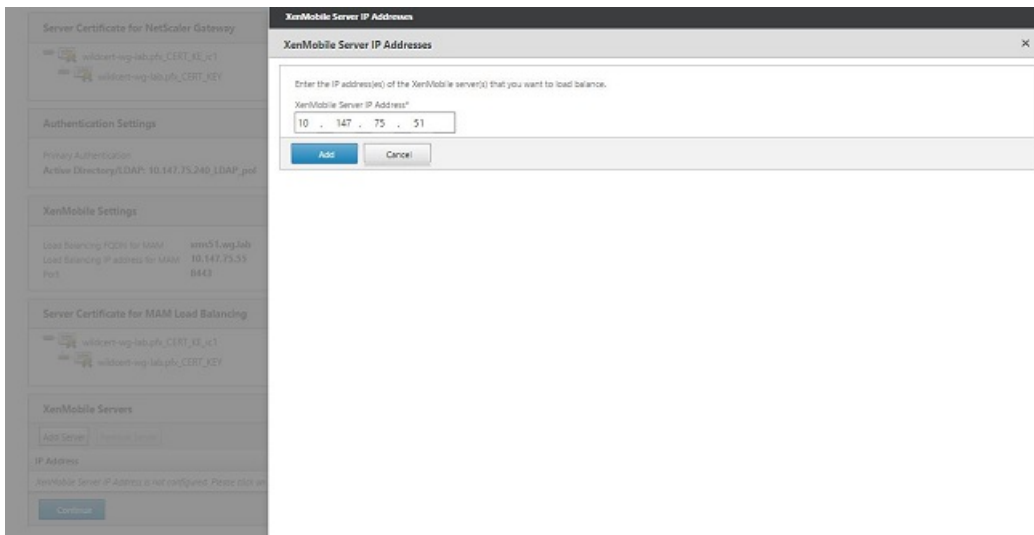 Server Certificate for NetScaler Gateway
wildcert-wg-lab.pfx_CERT_KE_ic1
wildcert-wg-lab.pfx_CERT_KEY
Authentication Settings
Primary Authentication
Active Directory/LDAP: 10.147.75.240_LDAP_pol
XenMobile Settings
Load Balancing FQDN for MAM xms51.wg.lab
Load Balancing IP address for MAM 10.147.75.55
Port 8443
Server Certificate for MAM Load Balancing
wildcert-wg-lab.pfx_CERT_KE_ic1
wildcert-wg-lab.pfx_CERT_KEY
XenMobile Servers
Add Server Remove Server
IP Address
XenMobile Server IP Address is not configured. Please click on
Continue
XenMobile Server IP Addresses
XenMobile Server IP Addresses ×
Enter the IP address(es) of the XenMobile server(s) that you want to load balance.
XenMobile Server IP Address*
10 . 147 . 75 . 51
Add Cancel